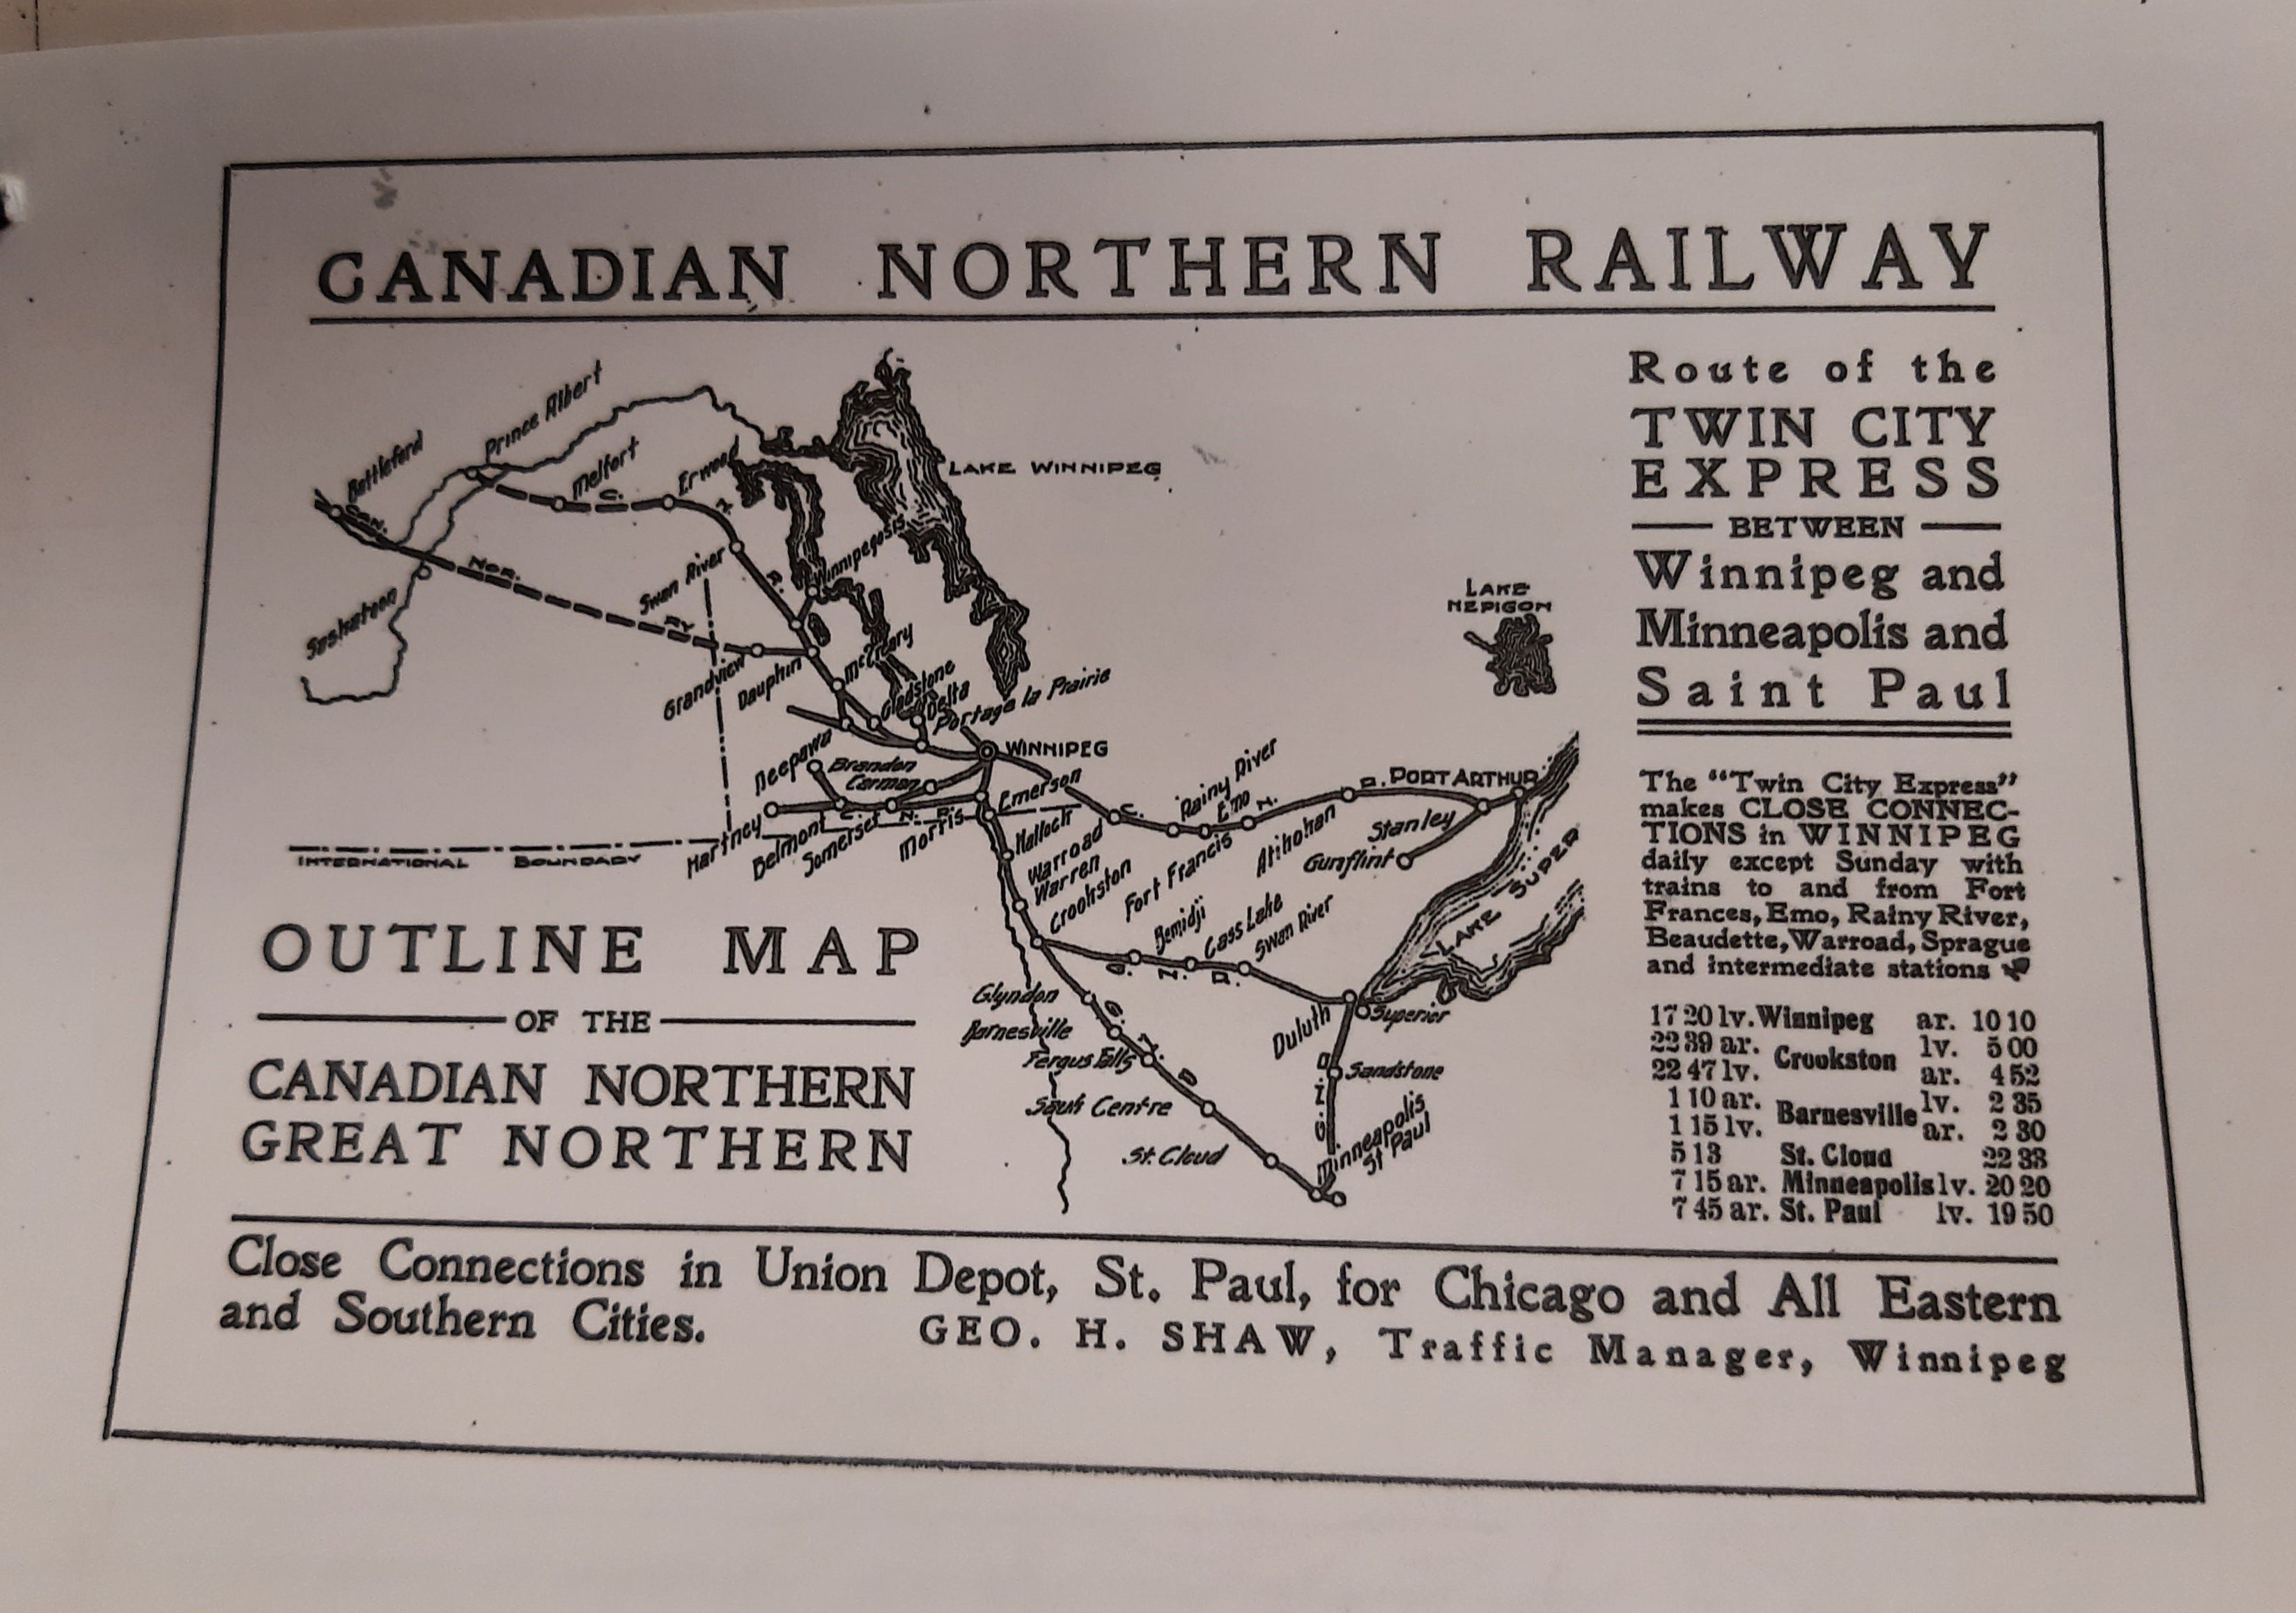 CANADIAN NORTHERN RAILWAY
Prince Albert
Battleford
Melfort
Erwood
LAKE WINNIPEG
CAN.
C.
N.
NOR.
R.
RY
Winnipegosis
Swan River
Saskatoon
Grandview
Dauphin
McCreary
Gladstone
Delta
Portage la Prairie
LAKE
NEPIGON
WINNIPEG
Neepawa
Brandon
Carman
Emerson
Hartney
Belmont
Somerset
Morris
C. N. R.
INTERNATIONAL BOUNDARY
Hallock
Warroad
Warren
Crookston
C.
Rainy River
Emo
N.
R.
PORT ARTHUR
Fort Francis
Atikohan
Stanley
Gunflint
LAKE SUPER
Bemidji
Cass Lake
Swan River
G. N. R.
Glyndon
Barnesville
Fergus Falls
G. N. R
Sauk Centre
St. Cloud
Duluth
Superior
Sandstone
Minneapolis
St Paul
OUTLINE MAP
OF THE
CANADIAN NORTHERN
GREAT NORTHERN
Route of the
TWIN CITY
EXPRESS
BETWEEN
Winnipeg and
Minneapolis and
Saint Paul
The "Twin City Express"
makes CLOSE CONNEC-
TIONS in WINNIPEG
daily except Sunday with
trains to and from Fort
Frances, Emo, Rainy River,
Beaudette, Warroad, Sprague
and intermediate stations
17 20 lv. Winnipeg ar. 10 10
22 39 ar. Crookston lv. 5 00
22 47 lv. ar. 4 52
1 10 ar. Barnesville lv. 2 35
1 15 lv. ar. 2 30
5 13 St. Cloud 22 33
7 15 ar. Minneapolis lv. 20 20
7 45 ar. St. Paul lv. 19 50
Close Connections in Union Depot, St. Paul, for Chicago and All Eastern
and Southern Cities.
GEO. H. SHAW, Traffic Manager, Winnipeg